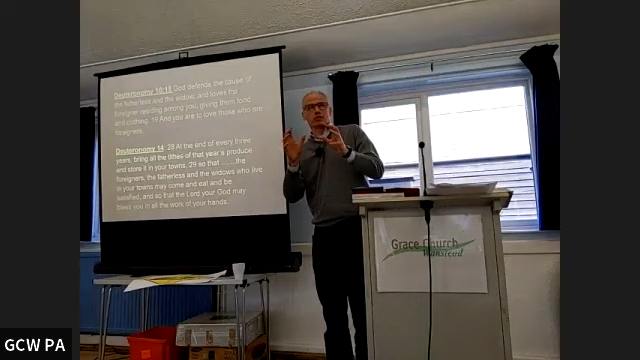 Deuteronomy 10:18 God defends the cause of
the fatherless and the widow, and loves the
foreigner residing among you, giving them food
and clothing. 19 And you are to love those who are
foreigners.
Deuteronomy 14 28 At the end of every three
years, bring all the tithes of that year's produce
and store it in your towns, 29 so that ......the
foreigners, the fatherless and the widows who live
in your towns may come and eat and be
satisfied, and so that the Lord your God may
bless you in all the work of your hands.
Grace Church
Wanstead
GCW PA